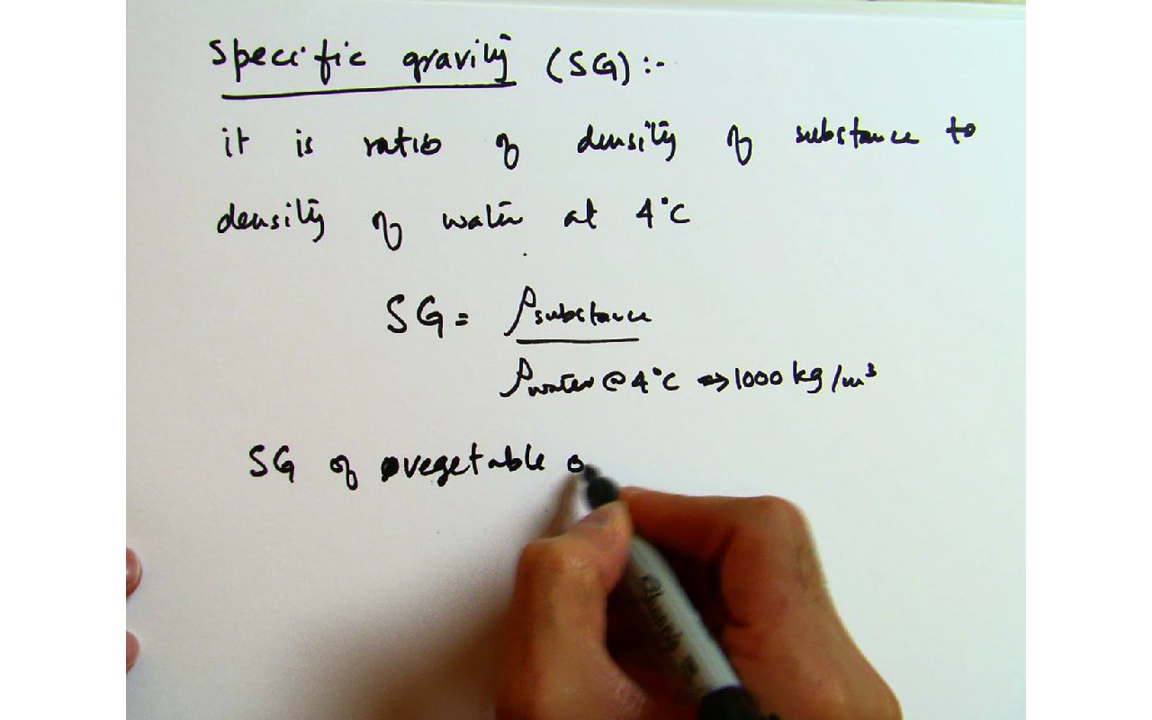 specific gravity (SG) :-
it is ratio of density of substance to
density of water at 4°C
SG = ρsubstance
ρwater @ 4°C ⇒ 1000 kg/m³
SG of vegetable o